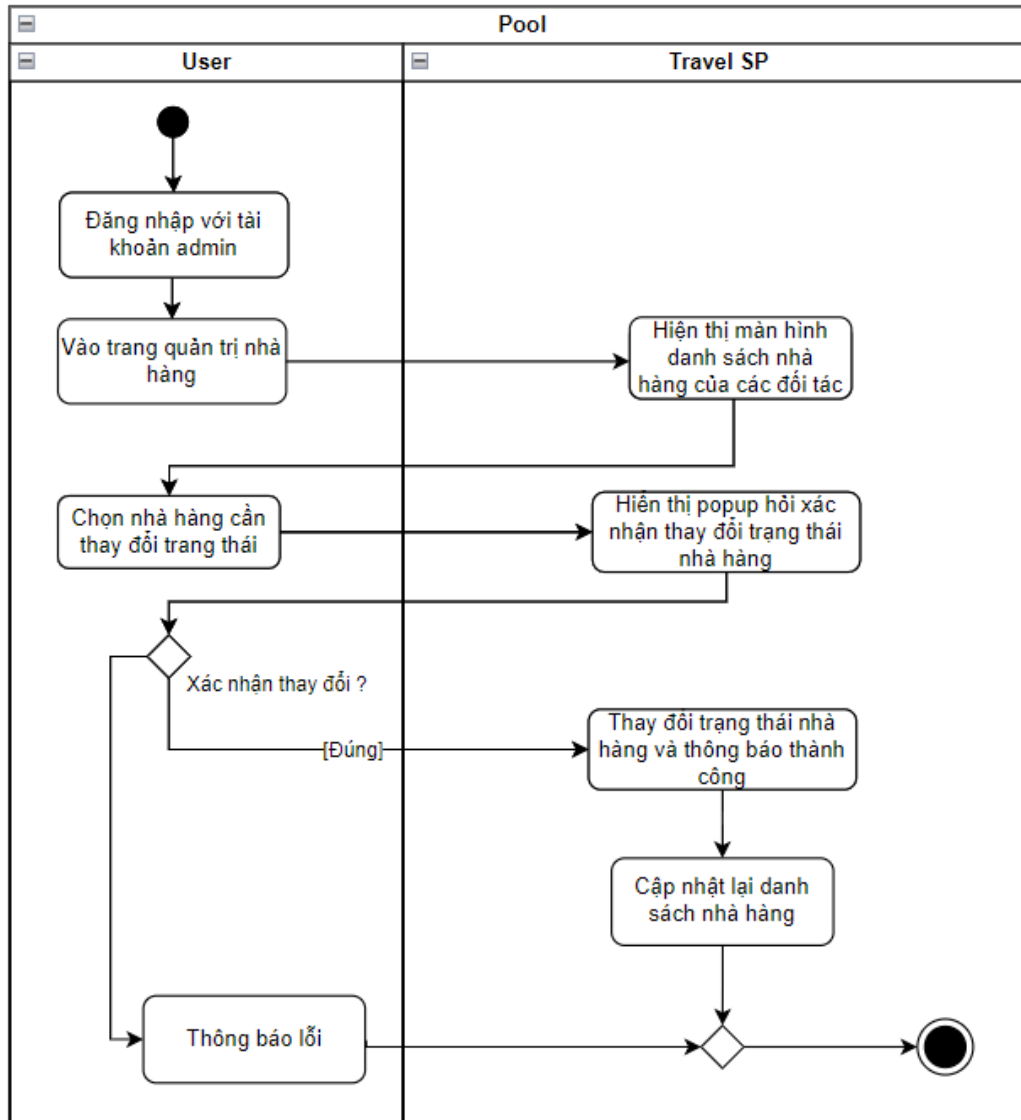 Pool
User
Travel SP
Đăng nhập với tài
khoản admin
Vào trang quản trị nhà
hàng
Hiện thị màn hình
danh sách nhà
hàng của các đối tác
Chọn nhà hàng cần
thay đổi trang thái
Hiển thị popup hỏi xác
nhận thay đổi trạng thái
nhà hàng
Xác nhận thay đổi ?
[Đúng]
Thay đổi trạng thái nhà
hàng và thông báo thành
công
Cập nhật lại danh
sách nhà hàng
Thông báo lỗi